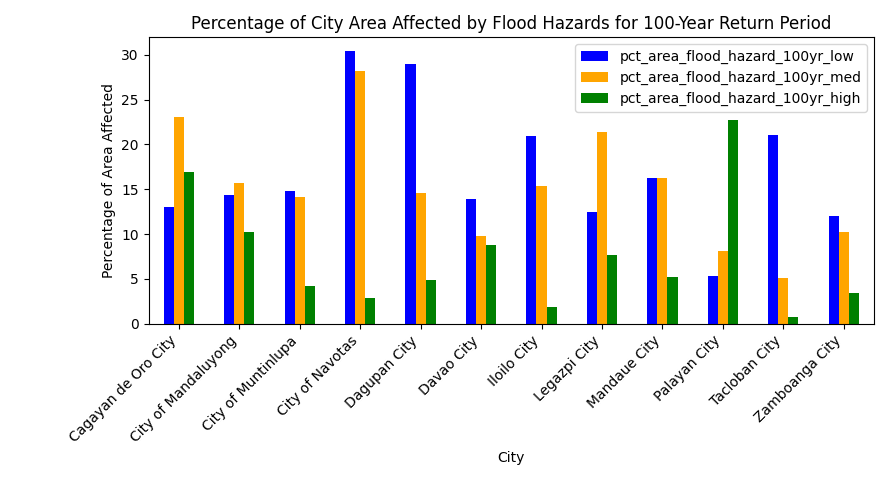 Percentage of City Area Affected by Flood Hazards for 100-Year Return Period
pct_area_flood_hazard_100yr_low
pct_area_flood_hazard_100yr_med
pct_area_flood_hazard_100yr_high
Percentage of Area Affected
30
25
20
15
10
5
0
Cagayan de Oro City
City of Mandaluyong
City of Muntinlupa
City of Navotas
Dagupan City
Davao City
Iloilo City
Legazpi City
Mandaue City
Palayan City
Tacloban City
Zamboanga City
City